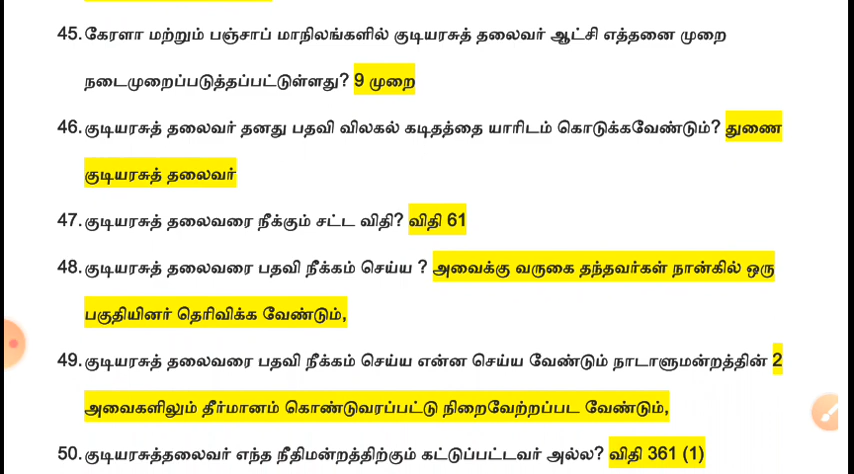 45. கேரளா மற்றும் பஞ்சாப் மாநிலங்களில் குடியரசுத் தலைவர் ஆட்சி எத்தனை முறை
நடைமுறைப்படுத்தப்பட்டுள்ளது? 9 முறை
46. குடியரசுத் தலைவர் தனது பதவி விலகல் கடிதத்தை யாரிடம் கொடுக்கவேண்டும்? துணை
குடியரசுத் தலைவர்
47. குடியரசுத் தலைவரை நீக்கும் சட்ட விதி? விதி 61
48. குடியரசுத் தலைவரை பதவி நீக்கம் செய்ய ? அவைக்கு வருகை தந்தவர்கள் நான்கில் ஒரு
பகுதியினர் தெரிவிக்க வேண்டும்,
49. குடியரசுத் தலைவரை பதவி நீக்கம் செய்ய என்ன செய்ய வேண்டும் நாடாளுமன்றத்தின் 2
அவைகளிலும் தீர்மானம் கொண்டுவரப்பட்டு நிறைவேற்றப்பட வேண்டும்,
50. குடியரசுத்தலைவர் எந்த நீதிமன்றத்திற்கும் கட்டுப்பட்டவர் அல்ல? விதி 361 (1)